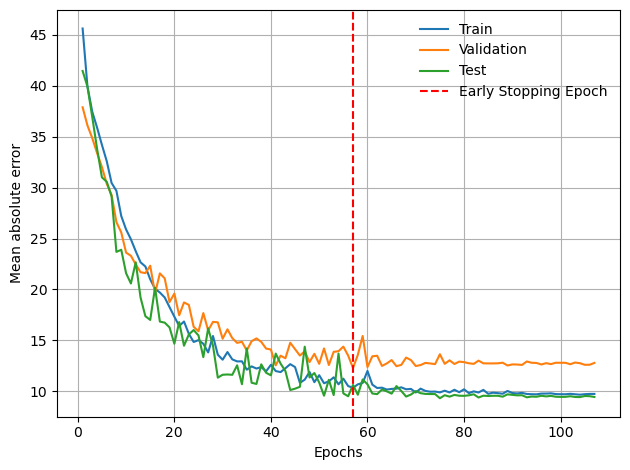 Train
Validation
Test
Early Stopping Epoch
Mean absolute error
45
40
35
30
25
20
15
10
0
20
40
60
80
100
Epochs